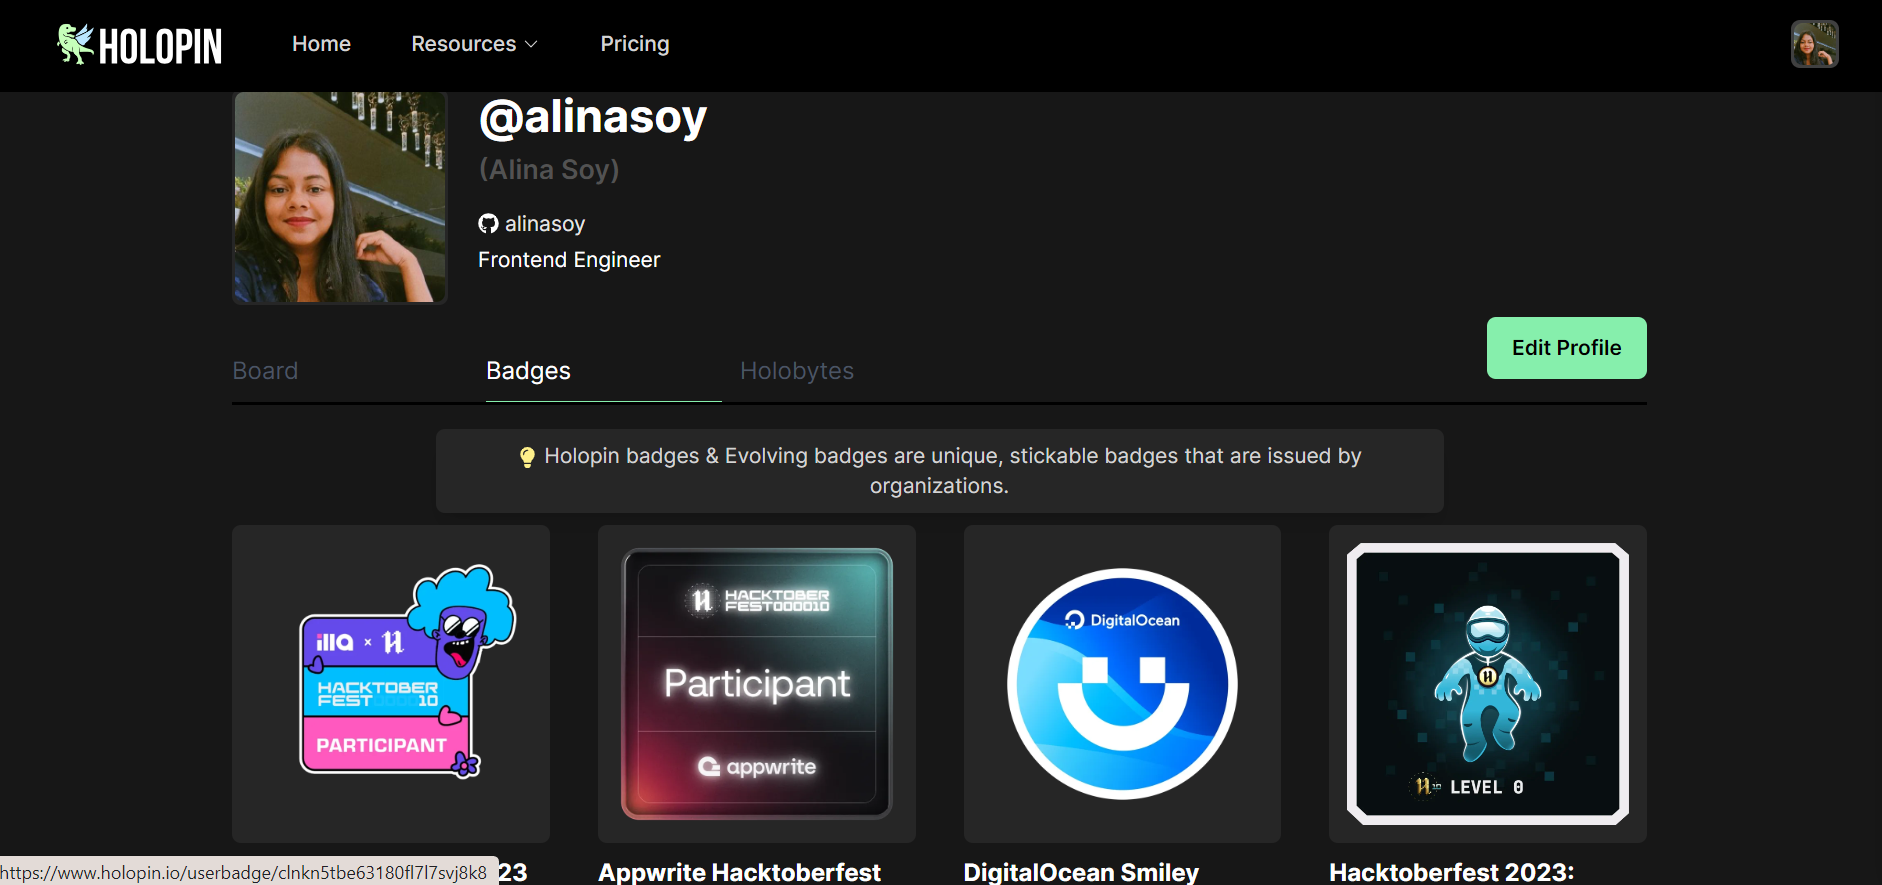 HOLOPIN
Home
Resources
Pricing
@alinasoy
(Alina Soy)
alinasoy
Frontend Engineer
Edit Profile
Board
Badges
Holobytes
Holopin badges & Evolving badges are unique, stickable badges that are issued by
organizations.
illa × H
HACKTOBER
FEST000010
PARTICIPANT
HACKTOBER
FEST000010
Participant
appwrite
DigitalOcean
H
LEVEL 0
https://www.holopin.io/userbadge/clnkn5tbe63180fl7l7svj8k8
23
Appwrite Hacktoberfest
DigitalOcean Smiley
Hacktoberfest 2023: